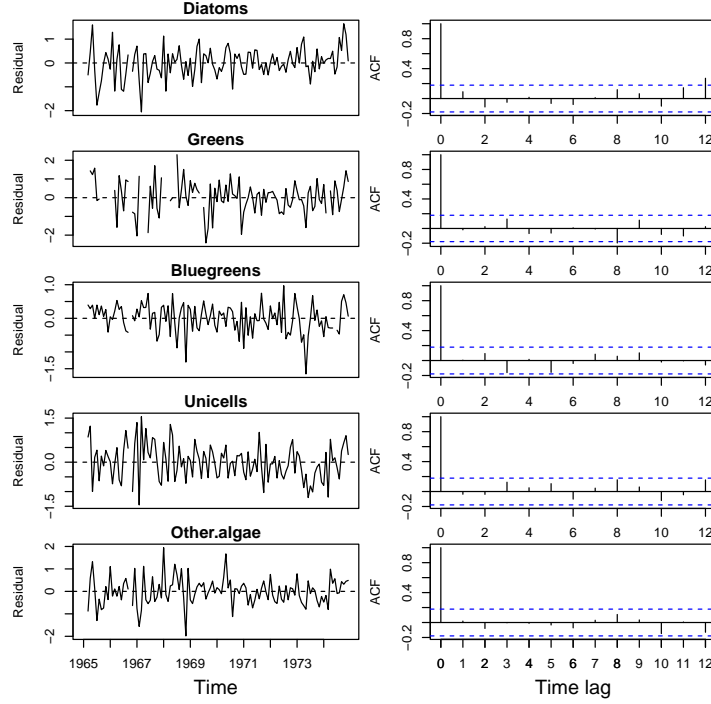 Diatoms
Residual
1
0
−2
ACF
0.8
0.4
−0.2
0 2 4 6 8 10 12
Greens
Residual
2
1
0
−2
ACF
0.8
0.4
−0.2
0 2 4 6 8 10 12
Bluegreens
Residual
1.0
0.0
−1.5
ACF
0.8
0.4
−0.2
0 2 4 6 8 10 12
Unicells
Residual
1.5
0.0
−1.5
ACF
0.8
0.4
−0.2
0 2 4 6 8 10 12
Other.algae
Residual
2
1
0
−2
ACF
0.8
0.4
−0.2
1965 1967 1969 1971 1973
0 1 2 3 4 5 6 7 8 9 10 11 12
Time
Time lag